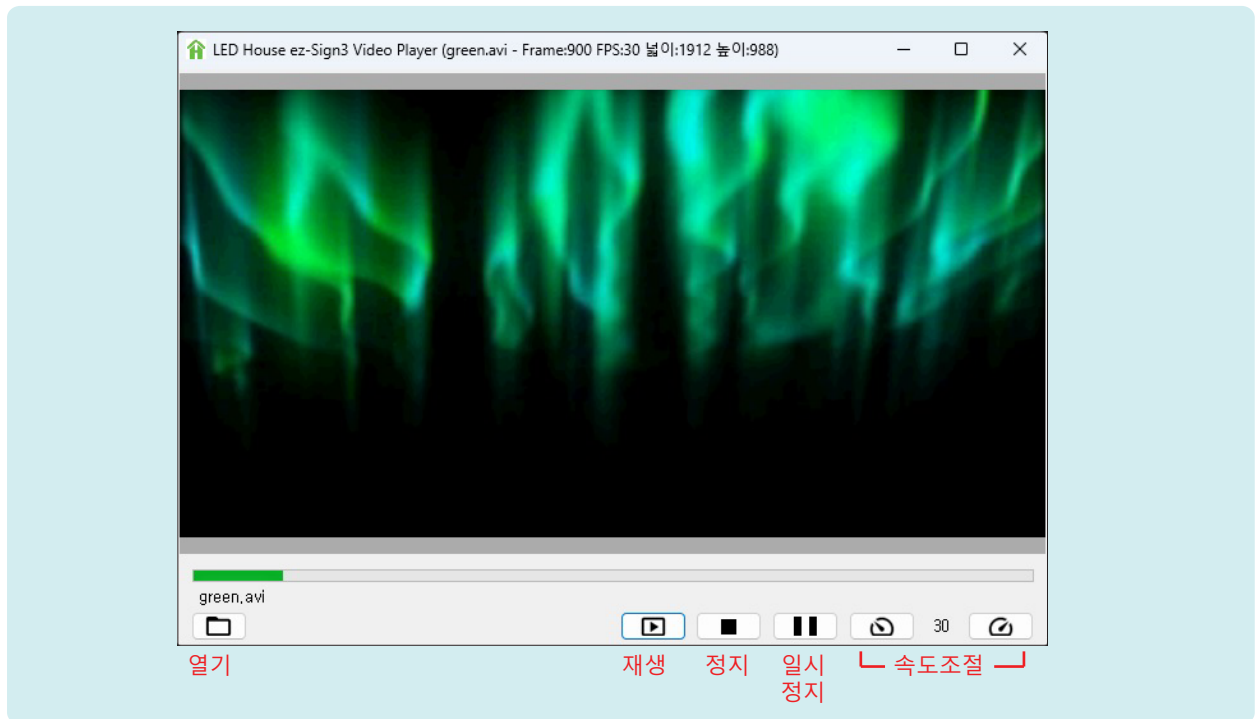 LED House ez-Sign3 Video Player (green.avi - Frame:900 FPS:30 넓이:1912 높이:988)
green.avi
30
열기
재생
정지
일시
정지
속도조절